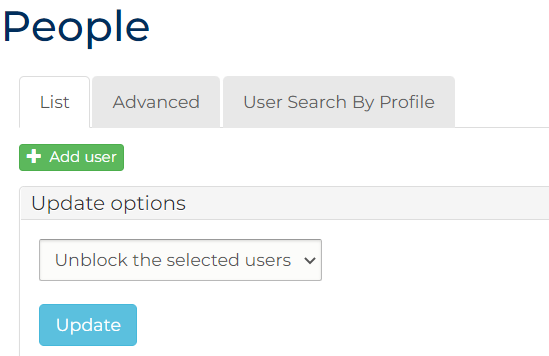 People
List
Advanced
User Search By Profile
Add user
Update options
Unblock the selected users
Update